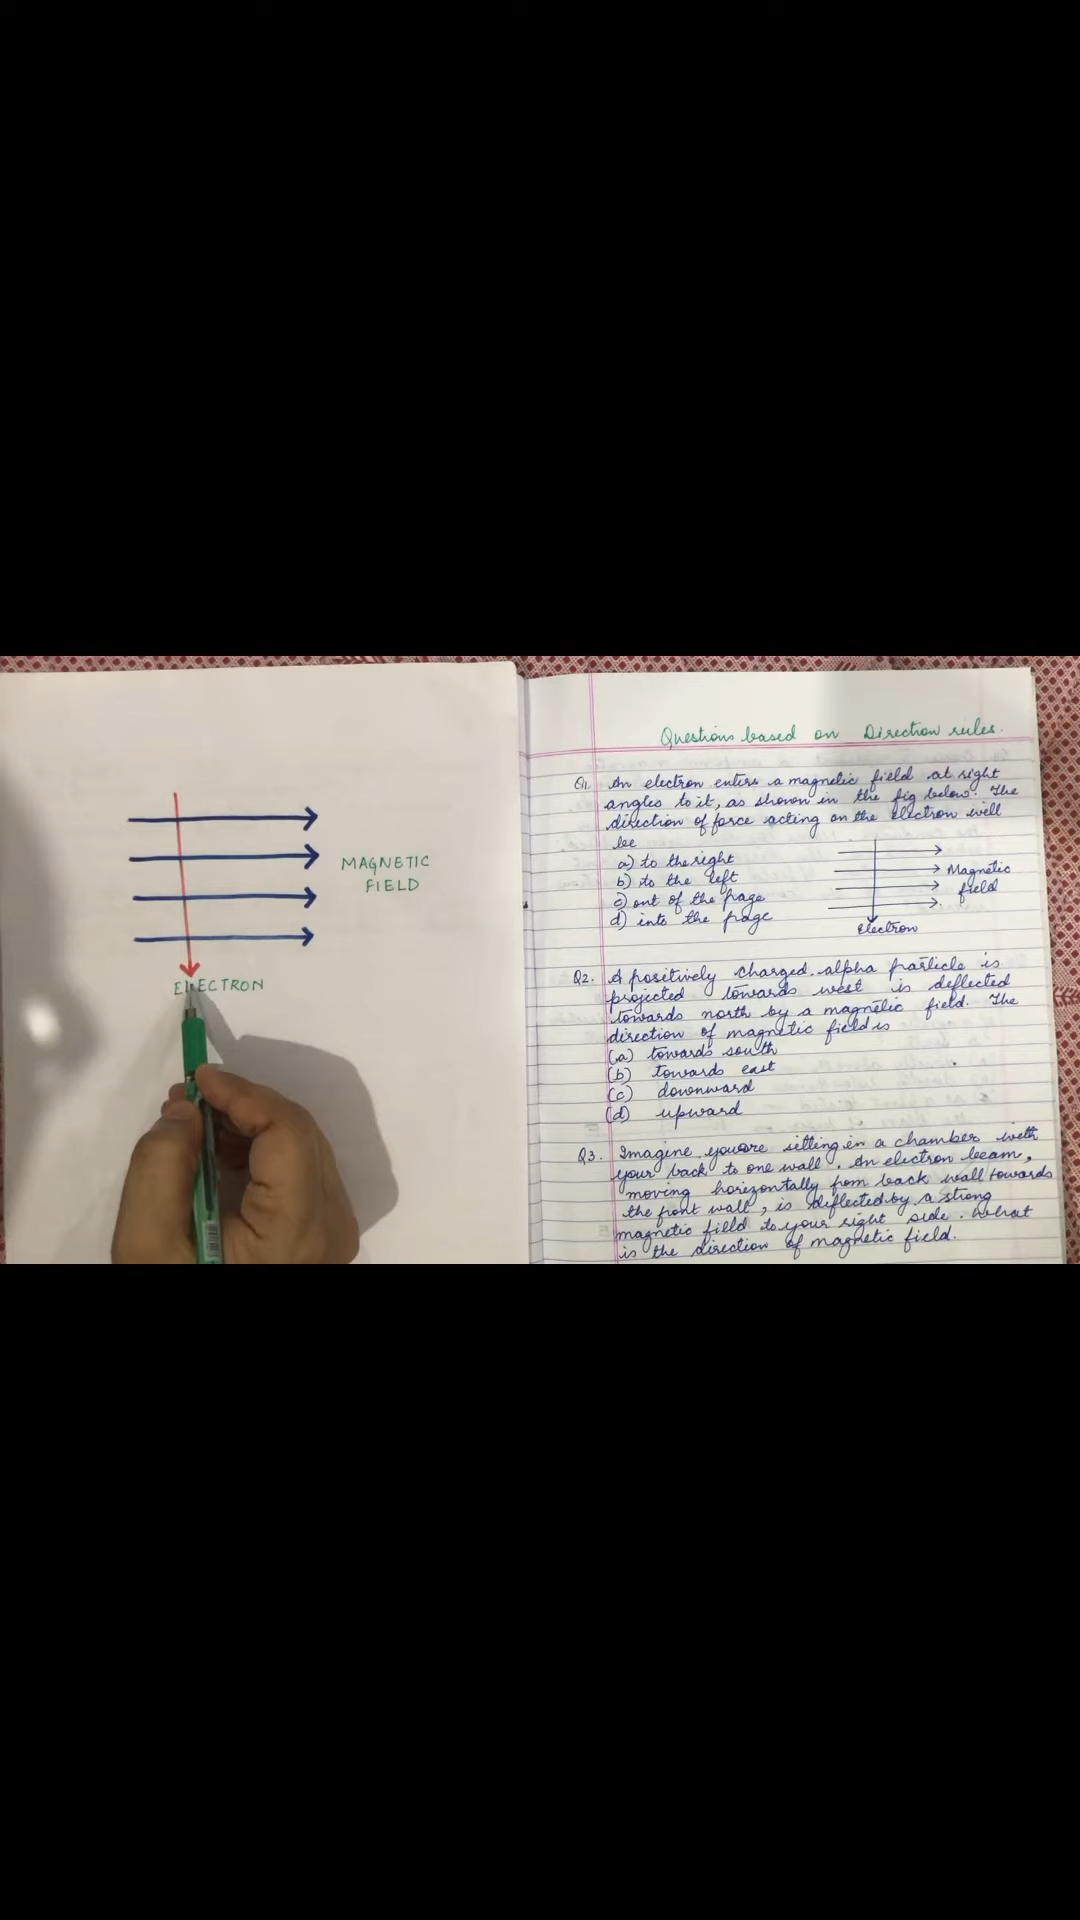 MAGNETIC
FIELD
ELECTRON
Questions based on Direction rules.
Q1. An electron enters a magnetic field at right
angles to it, as shown in the fig below. The
direction of force acting on the electron will
be
a) to the right
b) to the left
c) out of the page
d) into the page
Magnetic
field
Electron
Q2. A positively charged alpha particle is
projected towards west is deflected
towards north by a magnetic field. The
direction of magnetic field is
(a) towards south
(b) towards east
(c) downward
(d) upward
Q3. Imagine you are sitting in a chamber with
your back to one wall. An electron beam,
moving horizontally from back wall towards
the front wall, is deflected by a strong
magnetic filld to your right side. What
is the direction of magnetic field.